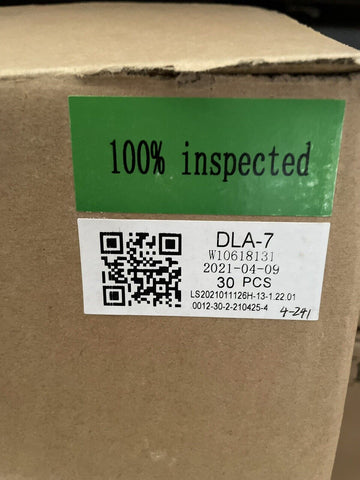 100% inspected
DLA-7
W10618131
2021-04-09
30 PCS
LS2021011126H-13-1.22.01
0012-30-2-210425-4
4-241